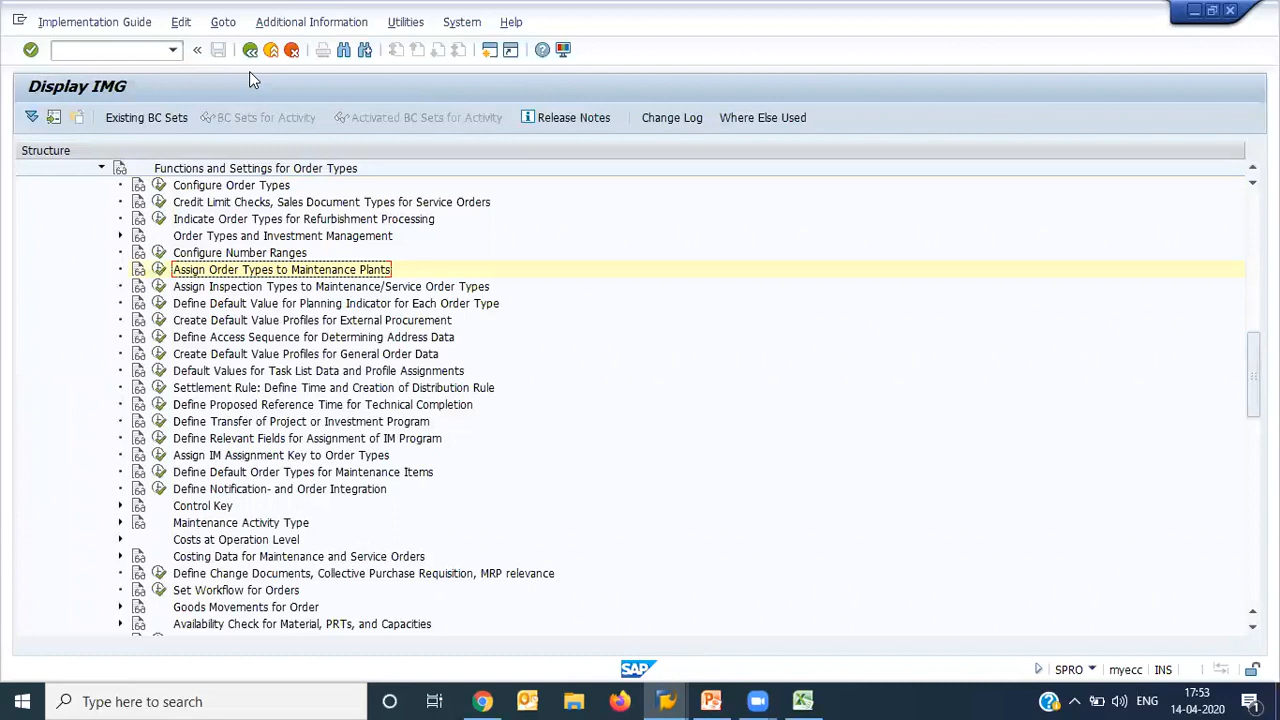 Implementation Guide Edit Goto Additional Information Utilities System Help
Display IMG
Existing BC Sets BC Sets for Activity Activated BC Sets for Activity Release Notes Change Log Where Else Used
Structure
Functions and Settings for Order Types
Configure Order Types
Credit Limit Checks, Sales Document Types for Service Orders
Indicate Order Types for Refurbishment Processing
Order Types and Investment Management
Configure Number Ranges
Assign Order Types to Maintenance Plants
Assign Inspection Types to Maintenance/Service Order Types
Define Default Value for Planning Indicator for Each Order Type
Create Default Value Profiles for External Procurement
Define Access Sequence for Determining Address Data
Create Default Value Profiles for General Order Data
Default Values for Task List Data and Profile Assignments
Settlement Rule: Define Time and Creation of Distribution Rule
Define Proposed Reference Time for Technical Completion
Define Transfer of Project or Investment Program
Define Relevant Fields for Assignment of IM Program
Assign IM Assignment Key to Order Types
Define Default Order Types for Maintenance Items
Define Notification- and Order Integration
Control Key
Maintenance Activity Type
Costs at Operation Level
Costing Data for Maintenance and Service Orders
Define Change Documents, Collective Purchase Requisition, MRP relevance
Set Workflow for Orders
Goods Movements for Order
Availability Check for Material, PRTs, and Capacities
SAP SPRO myecc INS
Type here to search ENG 17:53
14-04-2020